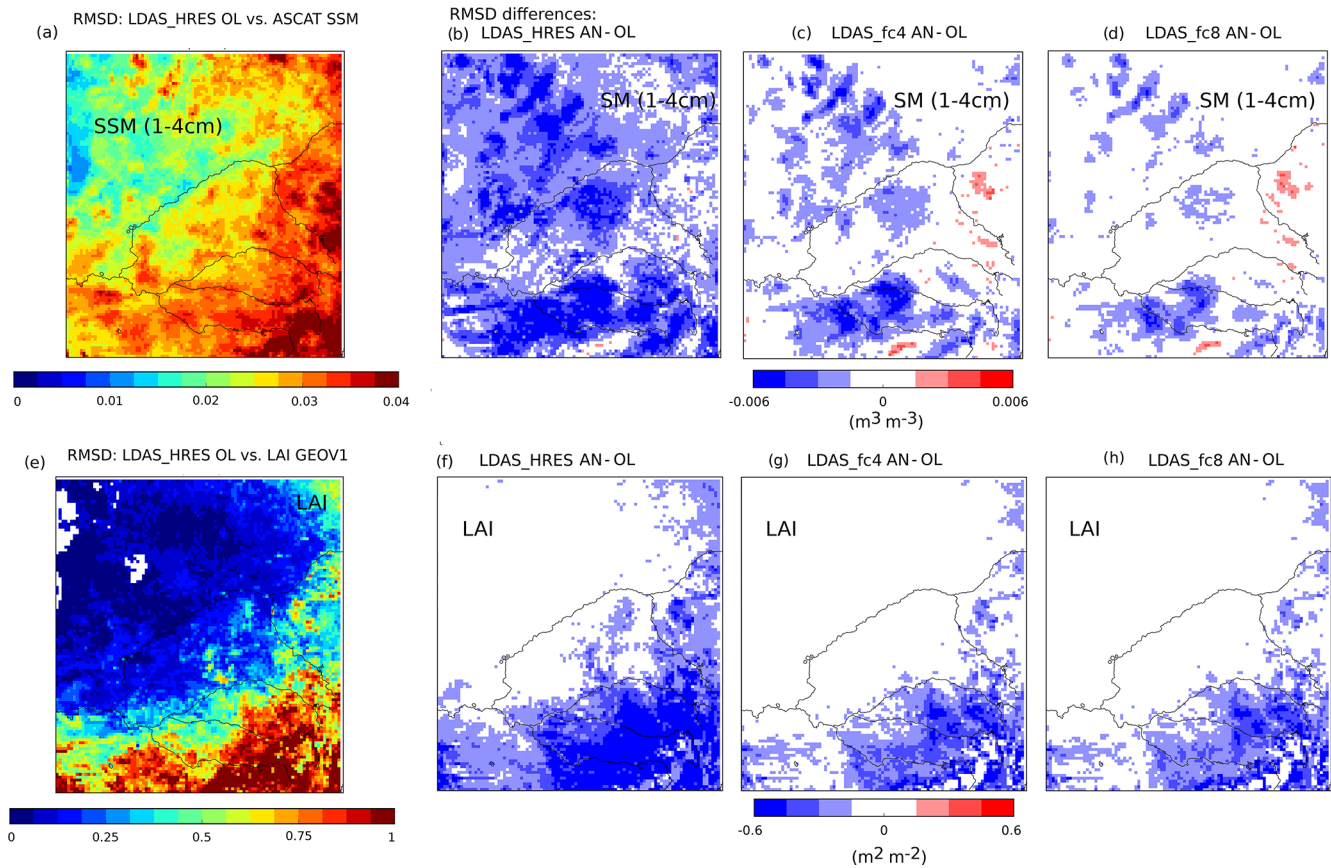 RMSD: LDAS_HRES OL vs. ASCAT SSM
(a)
SSM (1-4cm)
0 0.01 0.02 0.03 0.04
RMSD differences:
(b) LDAS_HRES AN-OL
SM (1-4cm)
(c) LDAS_fc4 AN-OL
SM (1-4cm)
(d) LDAS_fc8 AN-OL
SM (1-4cm)
-0.006 0 0.006
(m3 m-3)
RMSD: LDAS_HRES OL vs. LAI GEOV1
(e)
LAI
0 0.25 0.5 0.75 1
(f) LDAS_HRES AN-OL
LAI
(g) LDAS_fc4 AN-OL
LAI
(h) LDAS_fc8 AN-OL
LAI
-0.6 0 0.6
(m2 m-2)